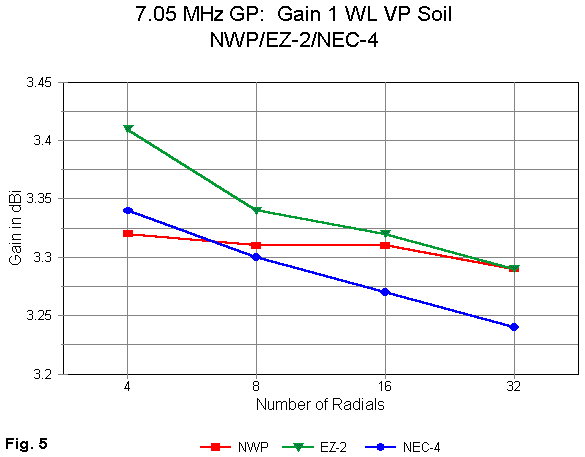 7.05 MHz GP:  Gain 1 WL VP Soil
NWP/EZ-2/NEC-4
3.45
3.4
3.35
3.3
3.25
3.2
Gain in dBi
4 8 16 32
Number of Radials
Fig. 5
NWP EZ-2 NEC-4